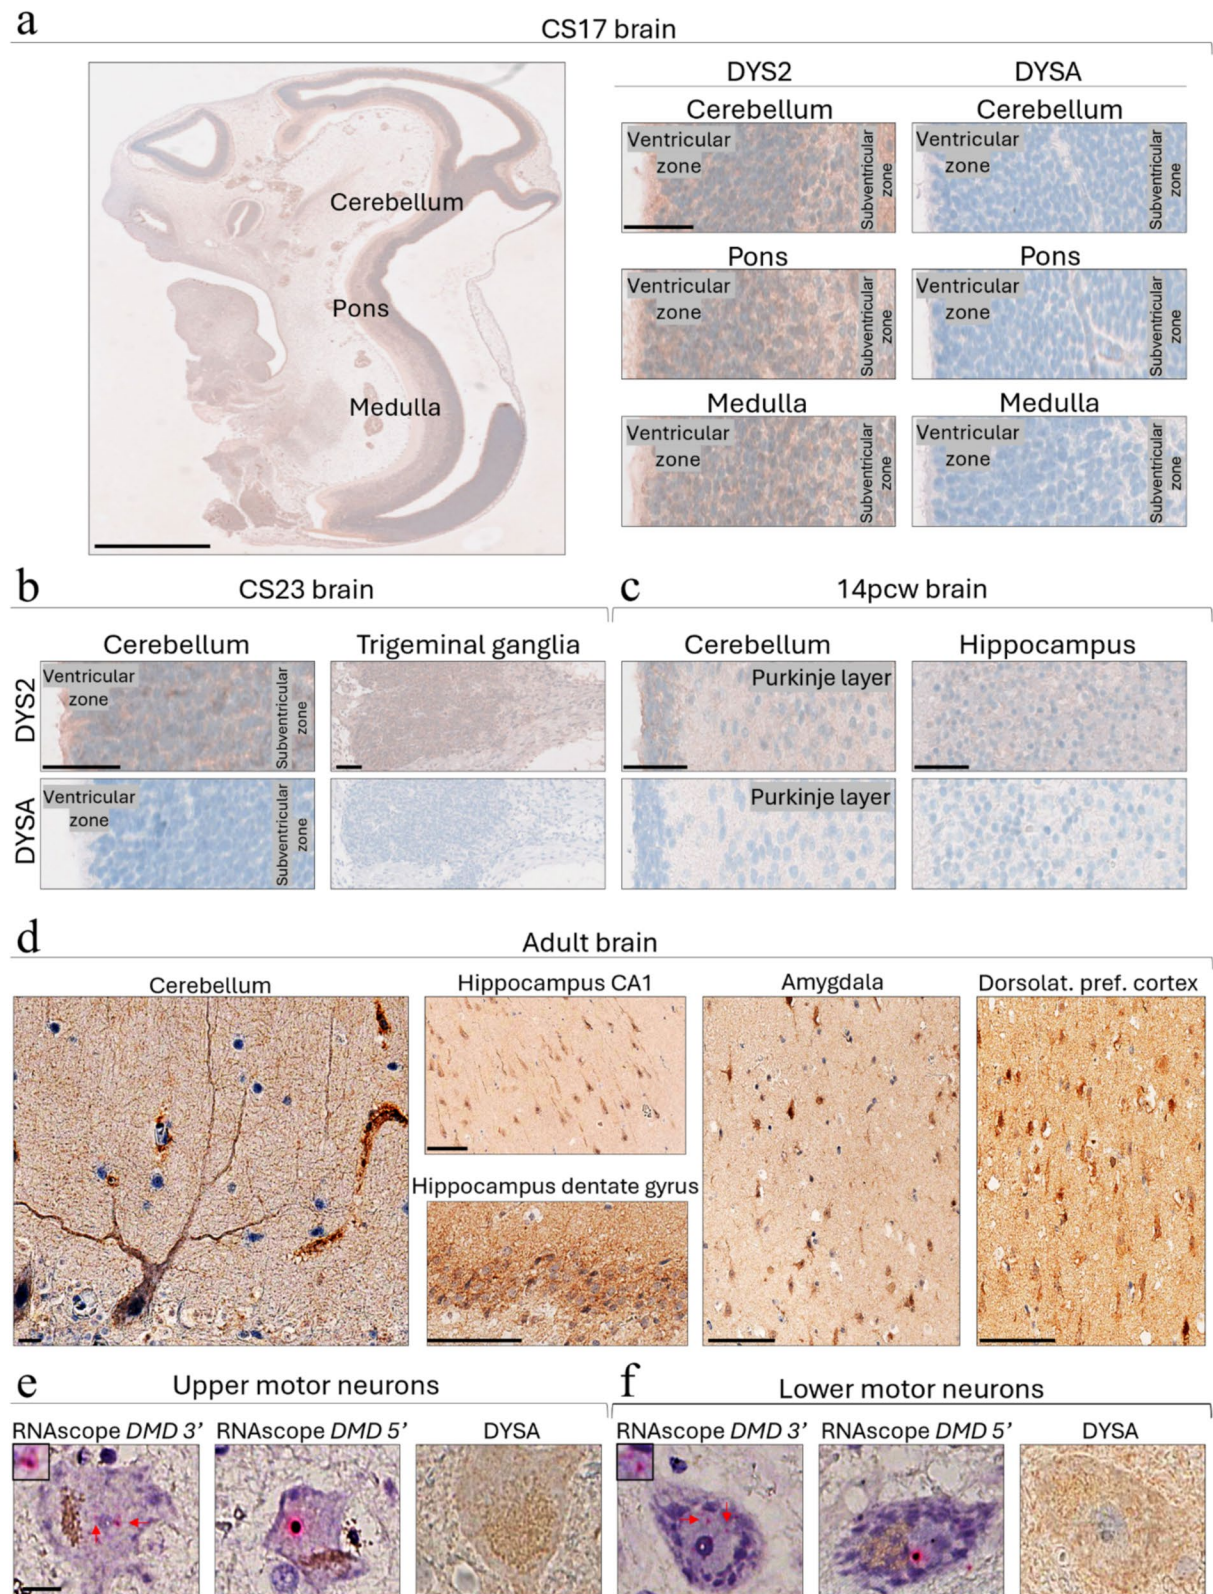 a
CS17 brain
Cerebellum
Pons
Medulla
DYS2
DYSA
Cerebellum
Cerebellum
Ventricular
zone
Subventricular
zone
Ventricular
zone
Subventricular
zone
Pons
Pons
Ventricular
zone
Subventricular
zone
Ventricular
zone
Subventricular
zone
Medulla
Medulla
Ventricular
zone
Subventricular
zone
Ventricular
zone
Subventricular
zone
b
CS23 brain
Cerebellum
Trigeminal ganglia
DYS2
Ventricular
zone
Subventricular
zone
DYSA
Ventricular
zone
Subventricular
zone
c
14pcw brain
Cerebellum
Hippocampus
Purkinje layer
Purkinje layer
d
Adult brain
Cerebellum
Hippocampus CA1
Hippocampus dentate gyrus
Amygdala
Dorsolat. pref. cortex
e
Upper motor neurons
RNAscope DMD 3’
RNAscope DMD 5’
DYSA
f
Lower motor neurons
RNAscope DMD 3’
RNAscope DMD 5’
DYSA